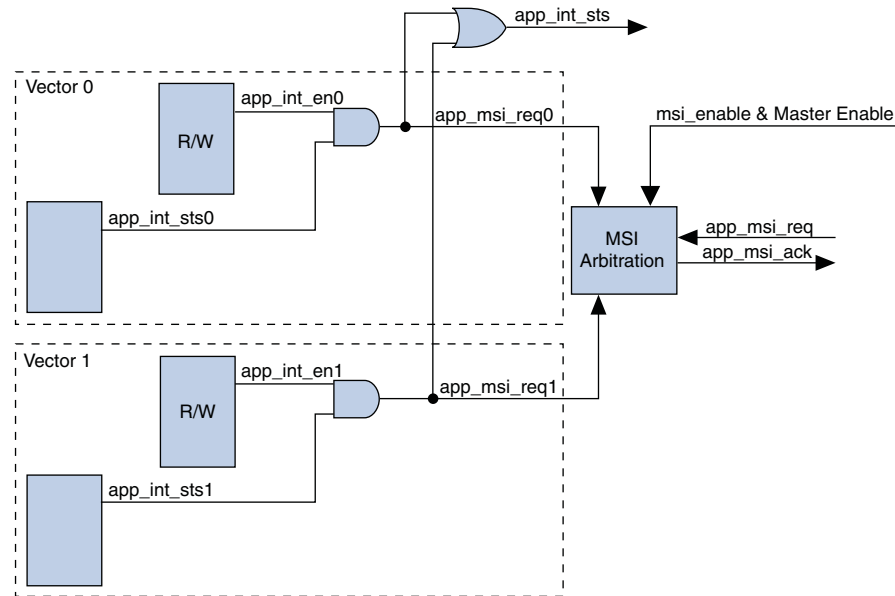 app_int_sts
Vector 0
app_int_en0
R/W
app_msi_req0
msi_enable & Master Enable
app_int_sts0
MSI
Arbitration
app_msi_req
app_msi_ack
Vector 1
app_int_en1
R/W
app_msi_req1
app_int_sts1